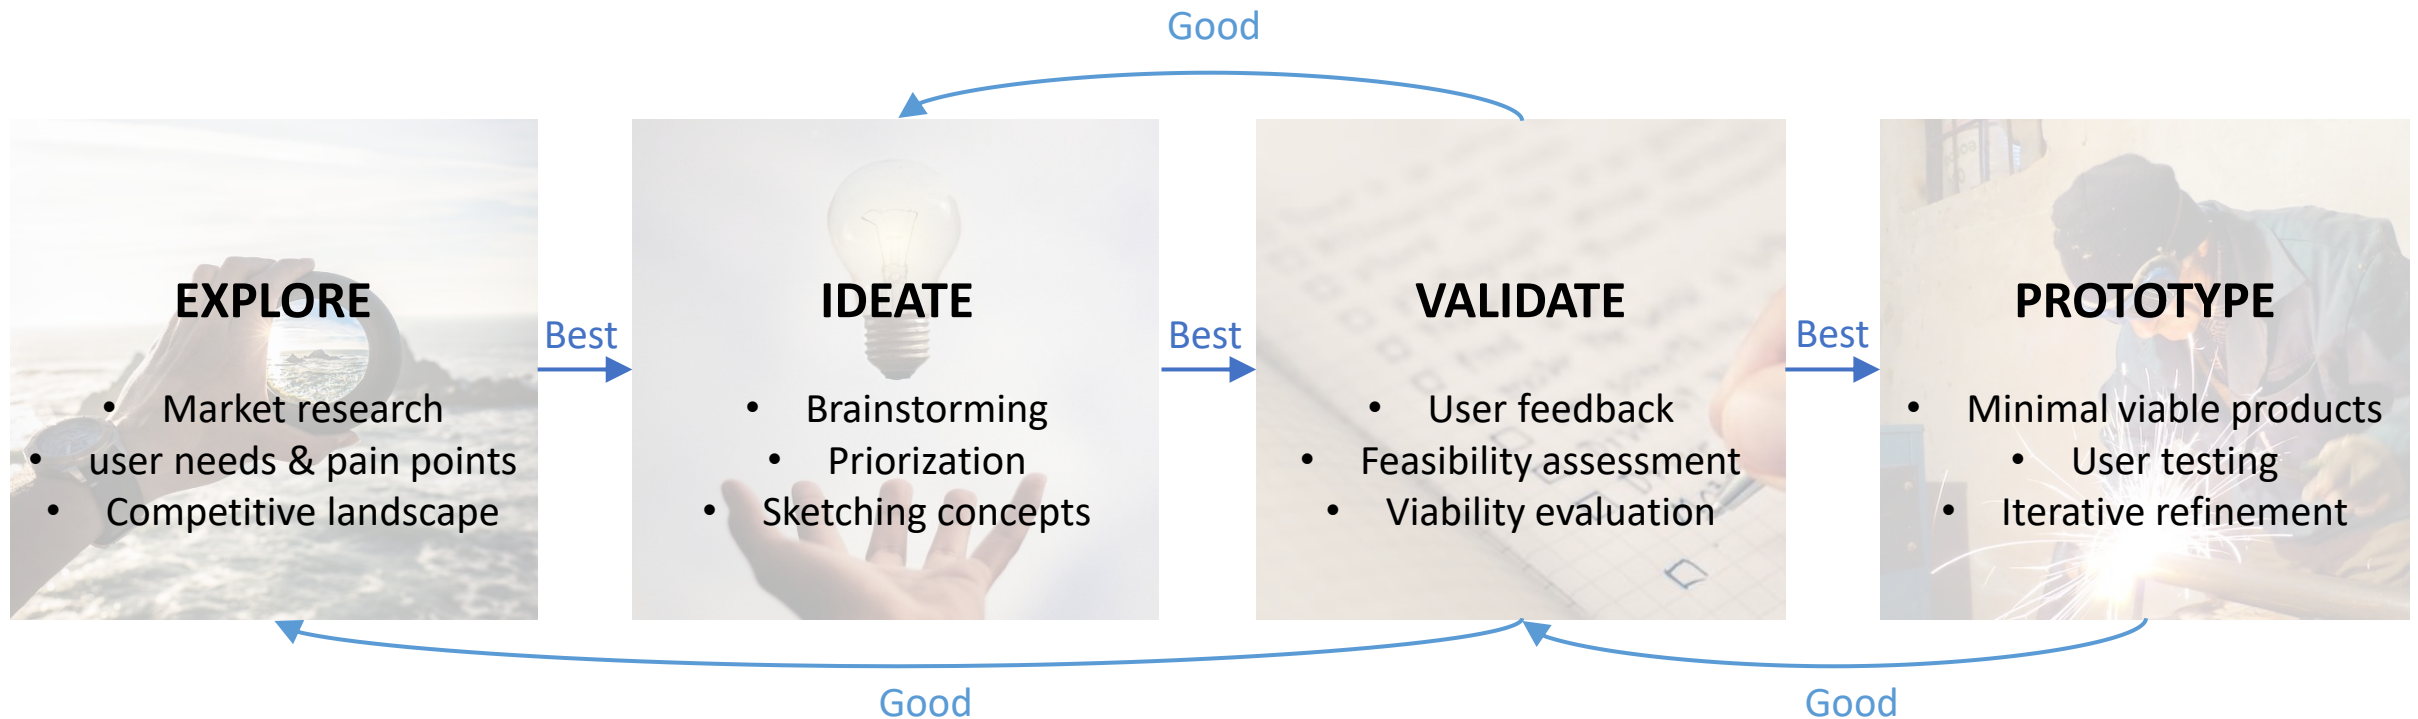 Good
EXPLORE
• Market research
• user needs & pain points
• Competitive landscape
Best
IDEATE
• Brainstorming
• Priorization
• Sketching concepts
Best
VALIDATE
• User feedback
• Feasibility assessment
• Viability evaluation
Best
PROTOTYPE
• Minimal viable products
• User testing
• Iterative refinement
Good
Good